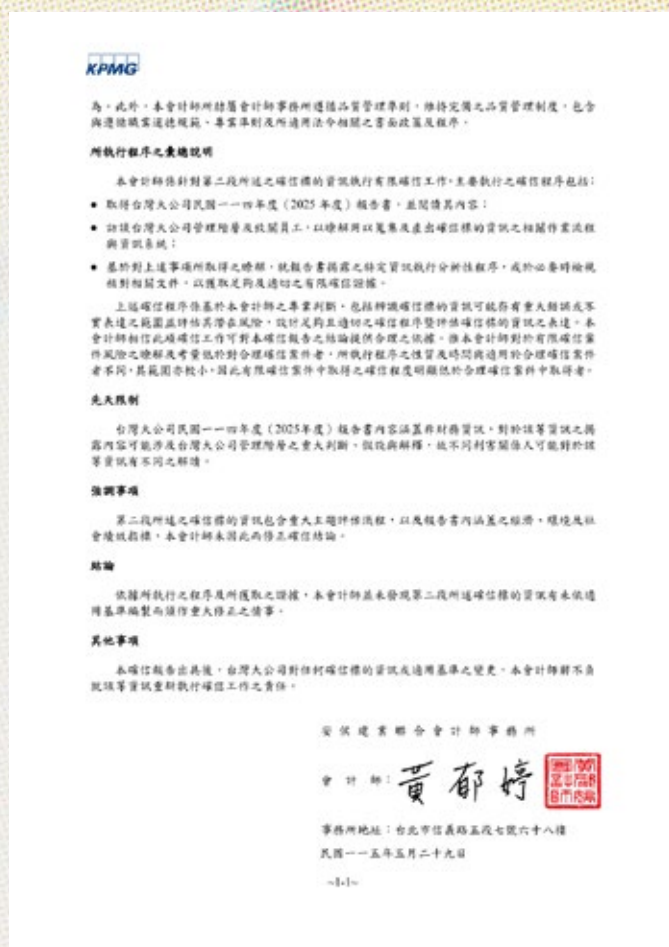 KPMG
為。此外,本會計師所隸屬會計師事務所遵循品質管理準則,維持完備之品質管理制度,包含
與遵循職業道德規範、專業準則及所適用法令相關之書面政策及程序。
所執行程序之彙總說明
本會計師係針對第二段所述之確信標的資訊執行有限確信工作,主要執行之確信程序包括:
● 取得台灣大公司民國一一四年度(2025 年度)報告書,並閱讀其內容;
● 訪談台灣大公司管理階層及攸關員工,以瞭解用以蒐集及產出確信標的資訊之相關作業流程
與資訊系統;
● 基於對上述事項所取得之瞭解,就報告書揭露之特定資訊執行分析性程序,或於必要時檢視
核對相關文件,以獲取足夠及適切之有限確信證據。
上述確信程序係基於本會計師之專業判斷,包括辨識確信標的資訊可能存有重大錯誤或不
實表達之範圍並評估其潛在風險,設計足夠且適切之確信程序暨評估確信標的資訊之表達。本
會計師相信此項確信工作可對本確信報告之結論提供合理之依據。惟本會計師對於有限確信案
件風險之瞭解及考量低於對合理確信案件者,所執行程序之性質及時間與適用於合理確信案件
者不同,其範圍亦較小,因此有限確信案件中取得之確信程度明顯低於合理確信案件中取得者。
先天限制
台灣大公司民國一一四年度(2025年度)報告書內容涵蓋非財務資訊,對於該等資訊之揭
露內容可能涉及台灣大公司管理階層之重大判斷、假設與解釋,故不同利害關係人可能對於該
等資訊有不同之解讀。
強調事項
第二段所述之確信標的資訊包含重大主題評估流程,以及報告書內涵蓋之經濟、環境及社
會績效指標,本會計師未因此而修正確信結論。
結論
依據所執行之程序及所獲取之證據,本會計師並未發現第二段所述確信標的資訊有未依適
用基準編製而須作重大修正之情事。
其他事項
本確信報告出具後,台灣大公司對任何確信標的資訊或適用基準之變更,本會計師將不負
就該等資訊重新執行確信工作之責任。
安侯建業聯合會計師事務所
會計師:黃郁婷
事務所地址:台北市信義路五段七號六十八樓
民國一一五年五月二十九日
~1-1~